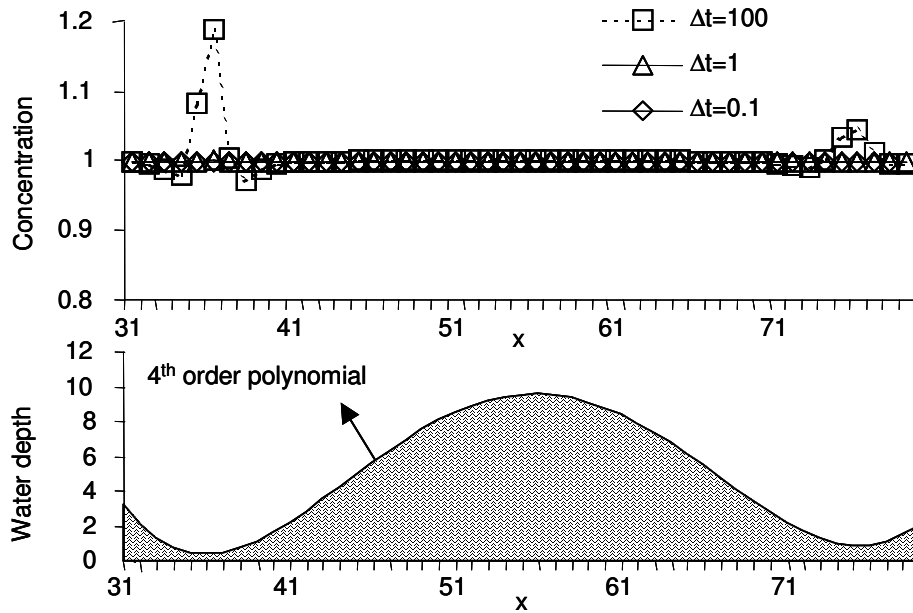 1.2
1.1
1
0.9
0.8
Concentration
Δt=100
Δt=1
Δt=0.1
31 41 51 61 71
x
12
10
8
6
4
2
0
Water depth
4th order polynomial
31 41 51 61 71
x